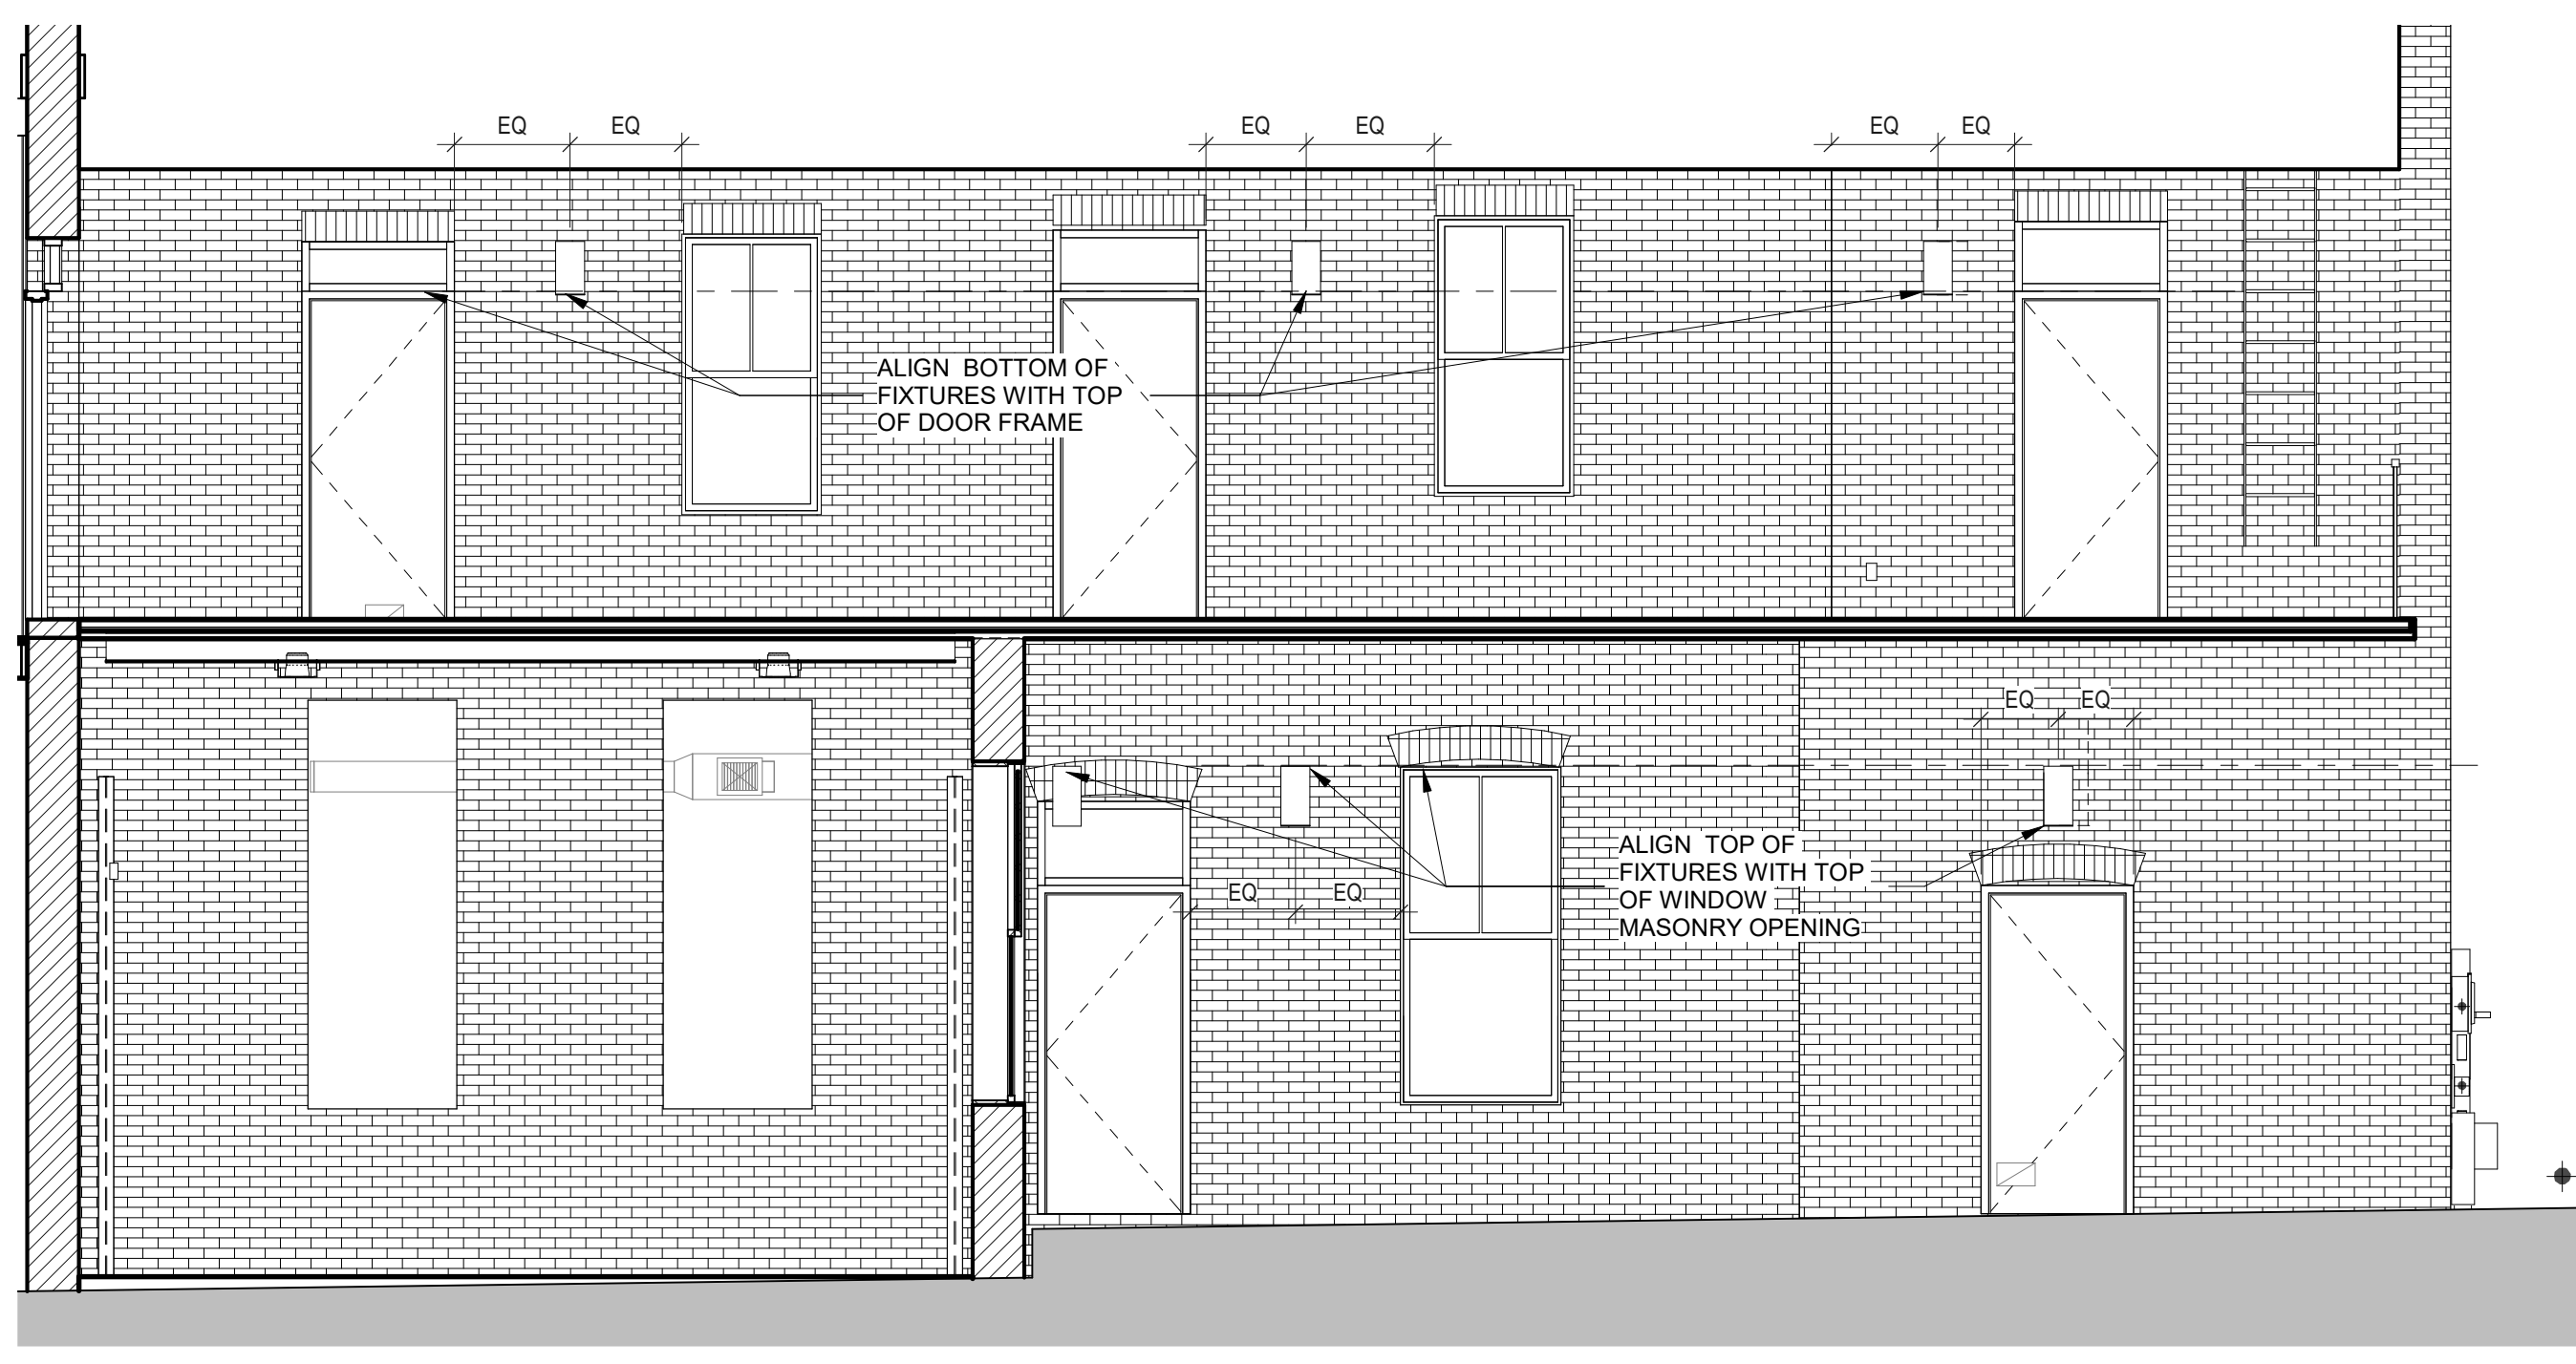 EQ EQ EQ EQ EQ EQ
ALIGN BOTTOM OF
FIXTURES WITH TOP
OF DOOR FRAME
EQ EQ
ALIGN TOP OF
FIXTURES WITH TOP
OF WINDOW
MASONRY OPENING
EQ EQ